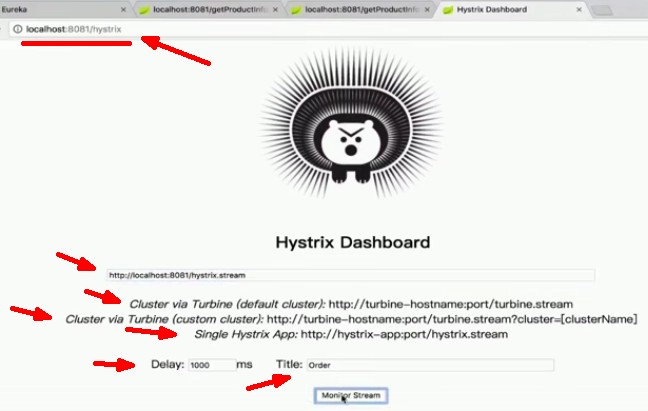 Eureka
localhost:8081/getProductInf
localhost:8081/getProductInf
Hystrix Dashboard
localhost:8081/hystrix
Hystrix Dashboard
http://localhost:8081/hystrix.stream
Cluster via Turbine (default cluster): http://turbine-hostname:port/turbine.stream
Cluster via Turbine (custom cluster): http://turbine-hostname:port/turbine.stream?cluster=[clusterName]
Single Hystrix App: http://hystrix-app:port/hystrix.stream
Delay: 1000 ms Title: Order
Monitor Stream